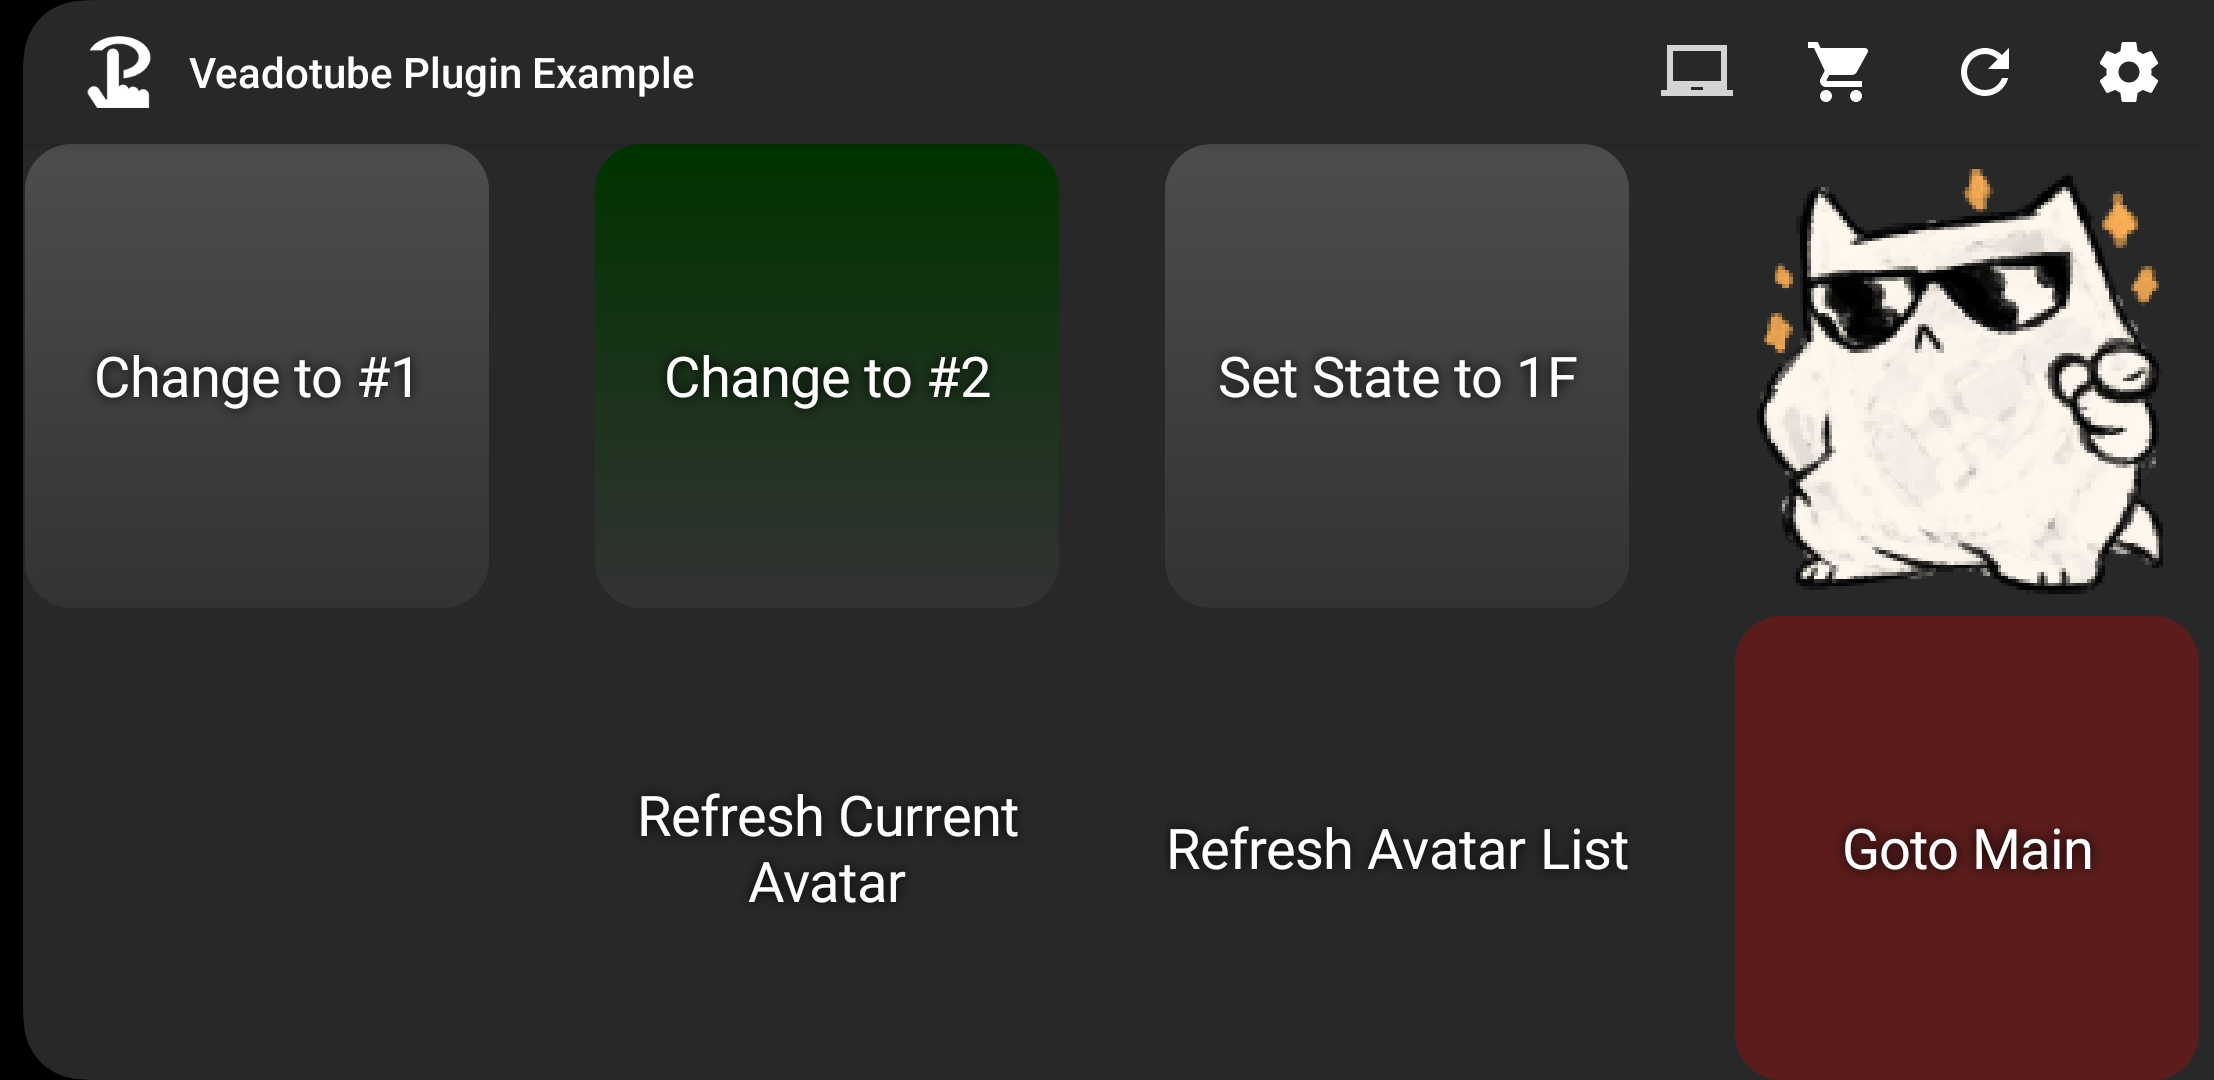 Veadotube Plugin Example
Change to #1
Change to #2
Set State to 1F
Refresh Current
Avatar
Refresh Avatar List
Goto Main